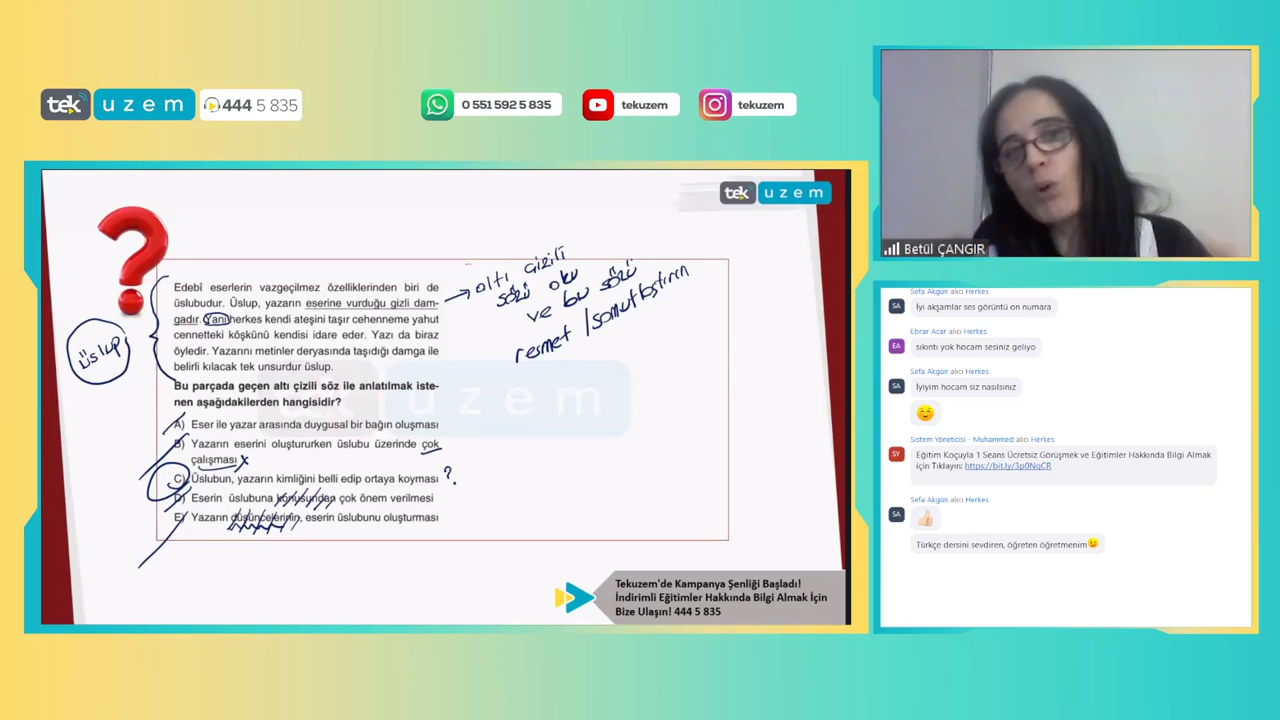 tek uzem
444 5 835
0 551 592 5 835
tekuzem
tekuzem
tek uzem
Edebî eserlerin vazgeçilmez özelliklerinden biri de
üslubudur. Üslup, yazarın eserine vurduğu gizli dam-
gadır. Yani herkes kendi ateşini taşır cehenneme yahut
cennetteki köşkünü kendisi idare eder. Yazı da biraz
öyledir. Yazarını metinler deryasında taşıdığı damga ile
belirli kılacak tek unsurdur üslup.
Bu parçada geçen altı çizili söz ile anlatılmak iste-
nen aşağıdakilerden hangisidir?
A) Eser ile yazar arasında duygusal bir bağın oluşması
B) Yazarın eserini oluştururken üslubu üzerinde çok
çalışması x
C) Üslubun, yazarın kimliğini belli edip ortaya koyması ?
D) Eserin üslubuna konusundan çok önem verilmesi
E) Yazarın düşüncelerinin, eserin üslubunu oluşturması
üslup
altı çizili
sözü oku
ve bu sözü
resmet / somutlaştırın
tek uzem
Tekuzem'de Kampanya Şenliği Başladı!
İndirimli Eğitimler Hakkında Bilgi Almak İçin
Bize Ulaşın! 444 5 835
Betül ÇANGIR
Sefa Akgün alıcı Herkes
SA İyi akşamlar ses görüntü on numara
Ebrar Acar alıcı Herkes
EA sıkıntı yok hocam sesiniz geliyo
Sefa Akgün alıcı Herkes
SA İyiyim hocam siz nasılsınız
Sistem Yöneticisi - Muhammed alıcı Herkes
SY Eğitim Koçuyla 1 Seans Ücretsiz Görüşmek ve Eğitimler Hakkında Bilgi Almak
için Tıklayın: https://bit.ly/3p0NqCR
Sefa Akgün alıcı Herkes
SA
Türkçe dersini sevdiren, öğreten öğretmenim